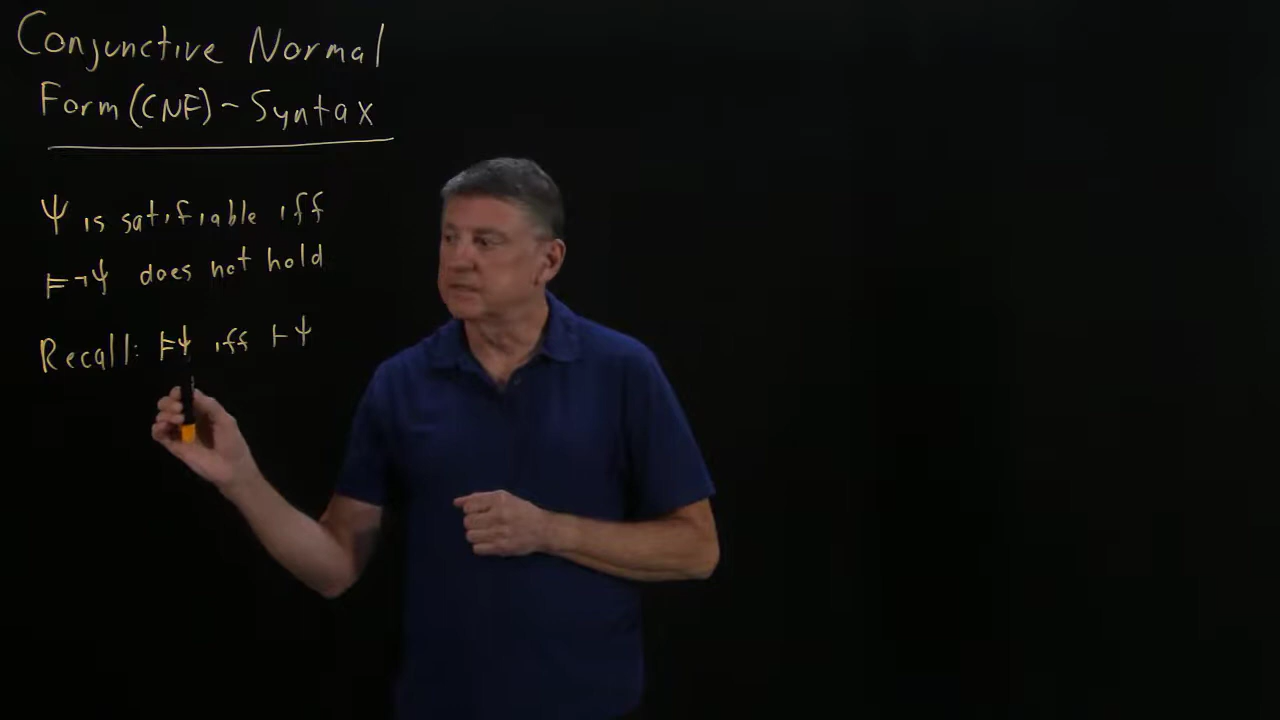 Conjunctive Normal
Form (CNF) - Syntax
Ψ is satisfiable iff
⊨¬Ψ does not hold
Recall: ⊨Ψ iff ⊢Ψ